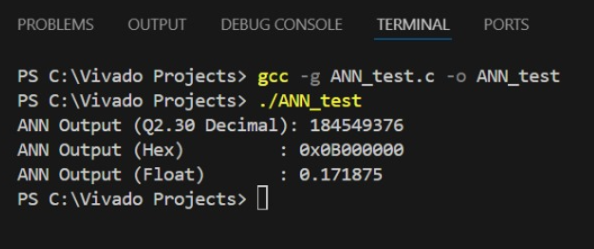 PROBLEMS OUTPUT DEBUG CONSOLE TERMINAL PORTS
PS C:\Vivado Projects> gcc -g ANN_test.c -o ANN_test
PS C:\Vivado Projects> ./ANN_test
ANN Output (Q2.30 Decimal): 184549376
ANN Output (Hex)          : 0x0B000000
ANN Output (Float)        : 0.171875
PS C:\Vivado Projects>